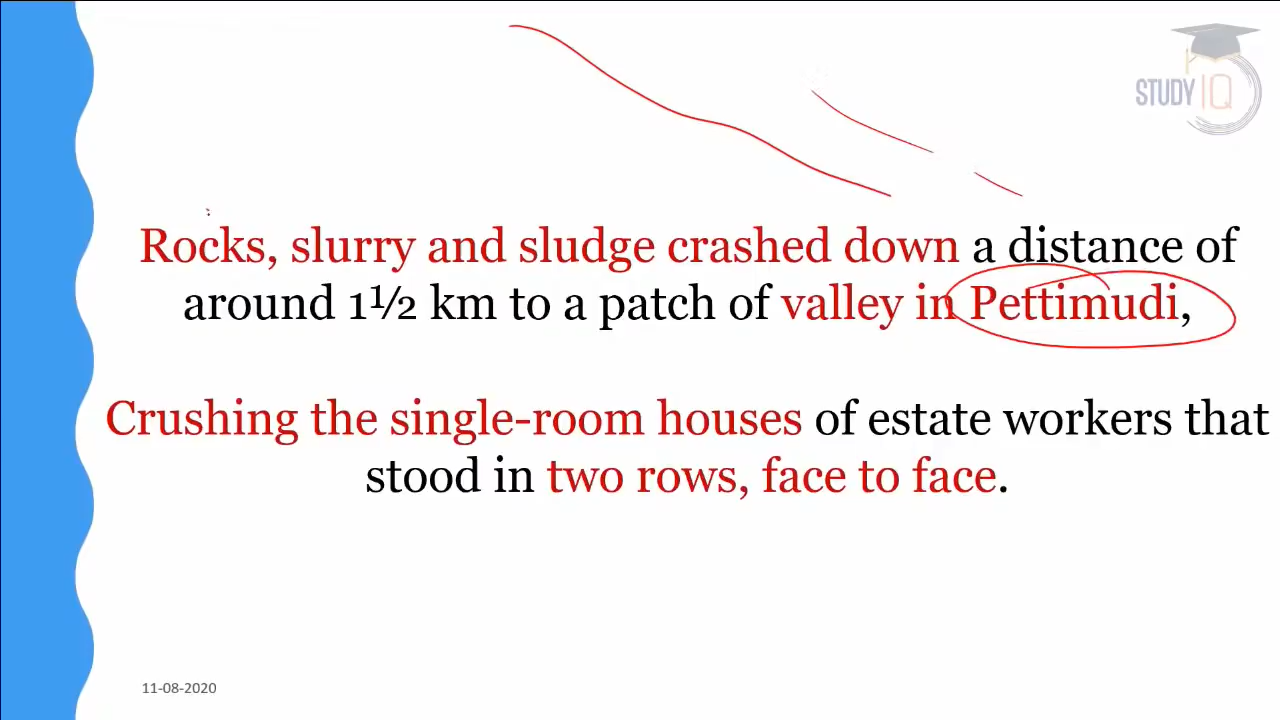 STUDY IQ
Rocks, slurry and sludge crashed down a distance of
around 1½ km to a patch of valley in Pettimudi,
Crushing the single-room houses of estate workers that
stood in two rows, face to face.
11-08-2020